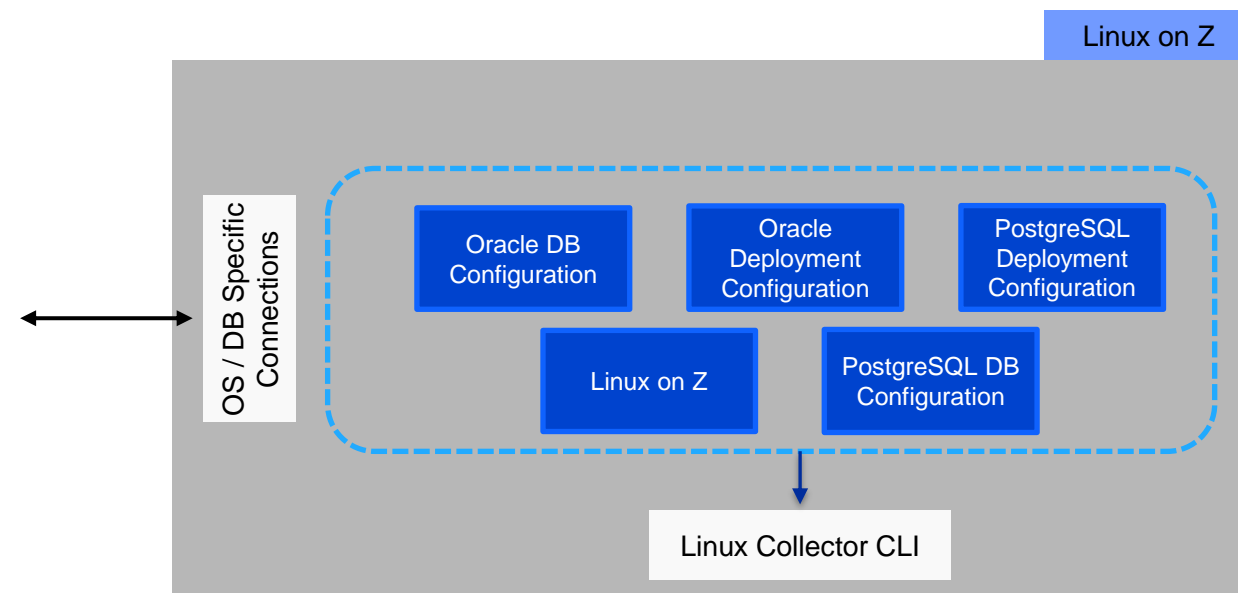 Linux on Z
OS / DB Specific
Connections
Oracle DB
Configuration
Oracle
Deployment
Configuration
PostgreSQL
Deployment
Configuration
Linux on Z
PostgreSQL DB
Configuration
Linux Collector CLI